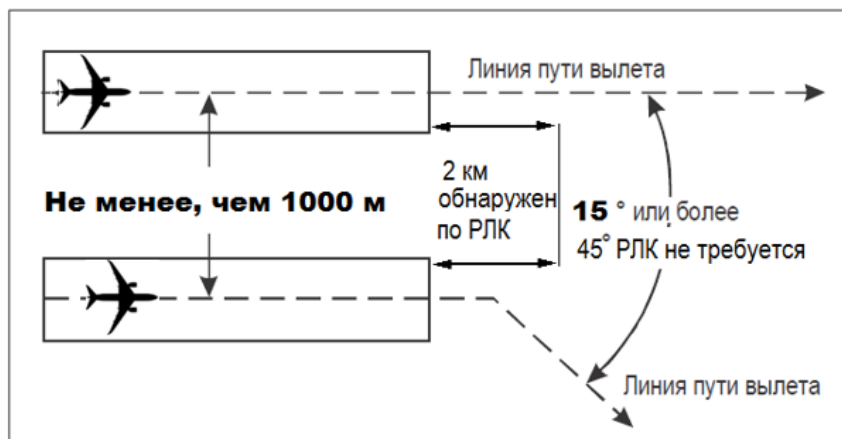 Линия пути вылета
2 км
обнаружен
по РЛК
Не менее, чем 1000 м
15 ° или более
45° РЛК не требуется
Линия пути вылета